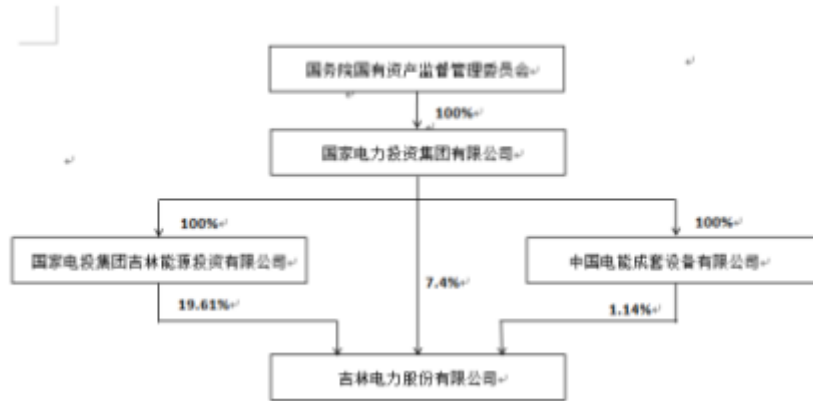 国务院国有资产监督管理委员会
100%
国家电力投资集团有限公司
100%
100%
国家电投集团吉林能源投资有限公司
中国电能成套设备有限公司
7.4%
19.61%
1.14%
吉林电力股份有限公司